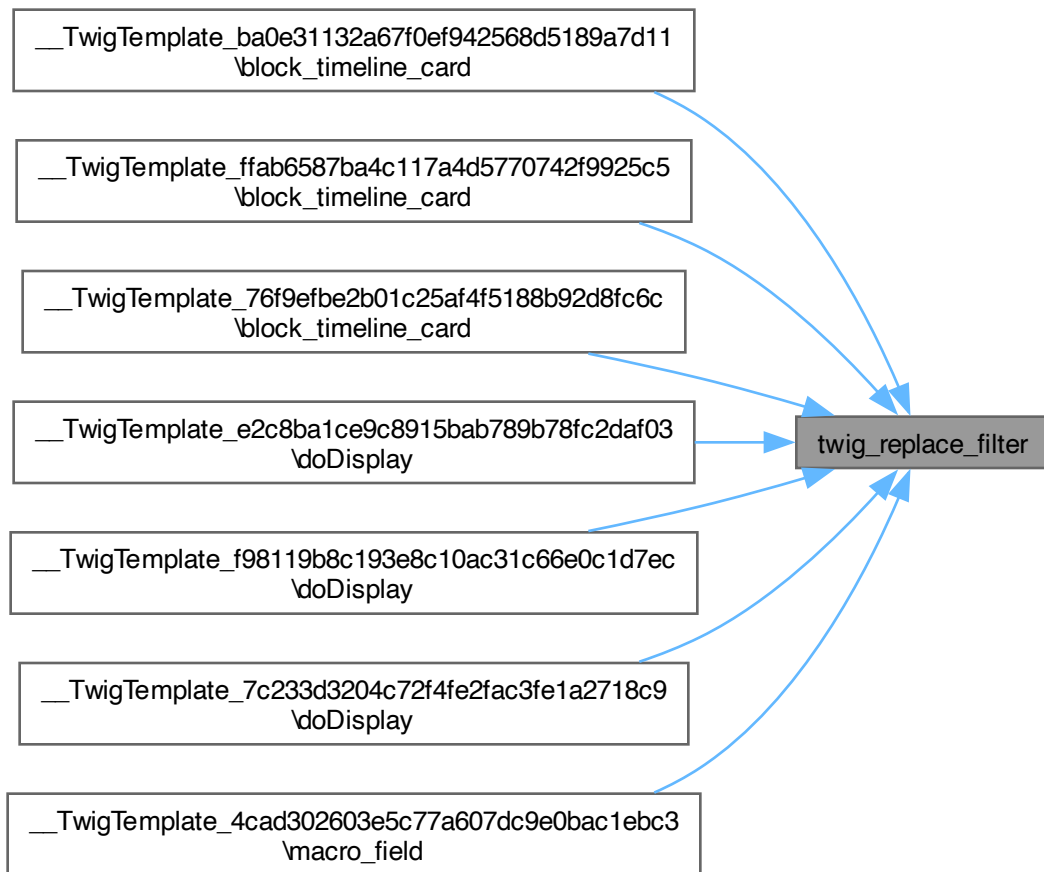 __TwigTemplate_ba0e31132a67f0ef942568d5189a7d11
\block_timeline_card
__TwigTemplate_ffab6587ba4c117a4d5770742f9925c5
\block_timeline_card
__TwigTemplate_76f9efbe2b01c25af4f5188b92d8fc6c
\block_timeline_card
__TwigTemplate_e2c8ba1ce9c8915bab789b78fc2daf03
\doDisplay
twig_replace_filter
__TwigTemplate_f98119b8c193e8c10ac31c66e0c1d7ec
\doDisplay
__TwigTemplate_7c233d3204c72f4fe2fac3fe1a2718c9
\doDisplay
__TwigTemplate_4cad302603e5c77a607dc9e0bac1ebc3
\macro_field